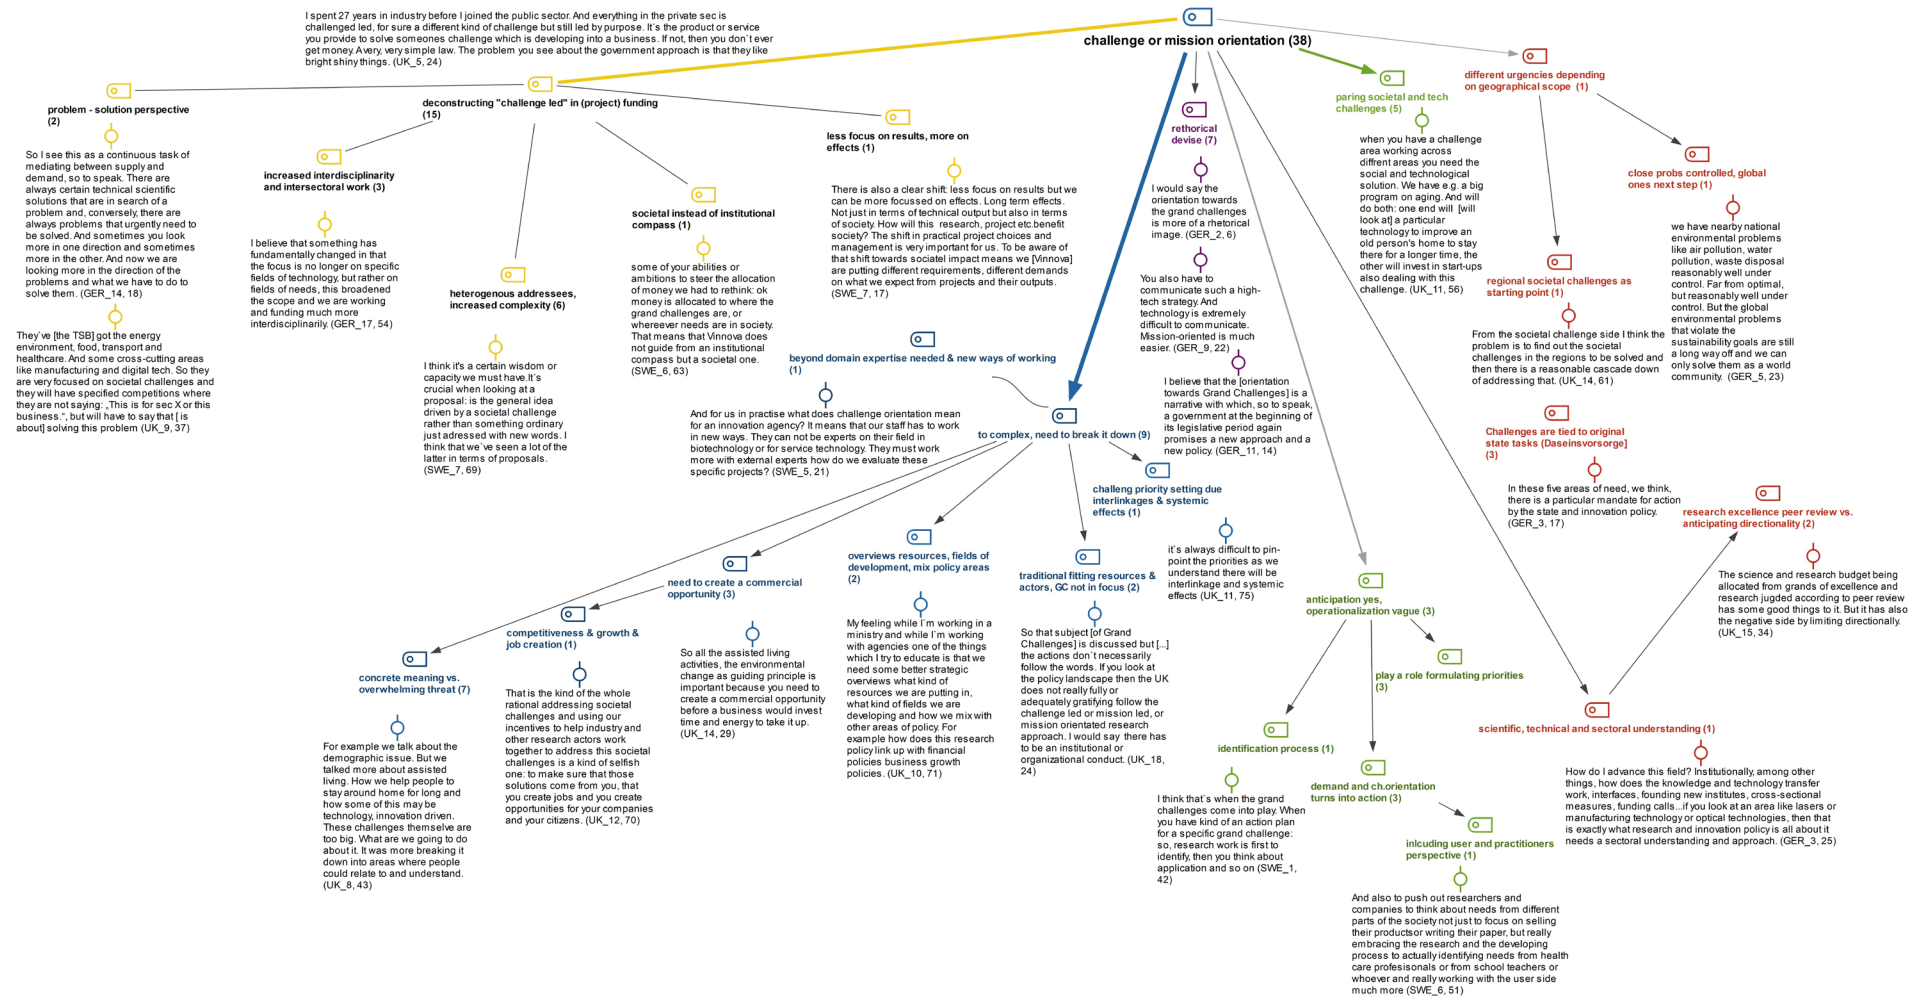 I spent 27 years in industry before I joined the public sector. And everything in the private sec is
challenged led, for sure a different kind of challenge but still led by purpose. It´s the product or service
you provide to solve someones challenge which is developing into a business. If not, then you don`t ever
get money. A very, very simple law. The problem you see about the government approach is that they like
bright shiny things. (UK_5, 24)
challenge or mission orientation (38)
problem - solution perspective
(2)
So I see this as a continuous task of
mediating between supply and
demand, so to speak. There are
always certain technical scientific
solutions that are in search of a
problem and, conversely, there are
always problems that urgently need to
be solved. And sometimes you look
more in one direction and sometimes
more in the other. And now we are
looking more in the direction of the
problems and what we have to do to
solve them. (GER_14, 18)
They`ve [the TSB] got the energy
environment, food, transport and
healthcare. And some cross-cutting areas
like manufacturing and digital tech. So they
are very focused on societal challenges and
they will have specified competitions where
they are not saying: „This is for sec X or this
business.“, but will have to say that [ is
about] solving this problem (UK_9, 37)
deconstructing "challenge led" in (project) funding
(15)
increased interdisciplinarity
and intersectoral work (3)
I believe that something has
fundamentally changed in that
the focus is no longer on specific
fields of technology, but rather on
fields of needs, this broadened
the scope and we are working
and funding much more
interdisciplinarily. (GER_17, 54)
heterogenous addressees,
increased complexity (6)
I think it's a certain wisdom or
capacity we must have.It´s
crucial when looking at a
proposal: is the general idea
driven by a societal challenge
rather than something ordinary
just adressed with new words. I
think that we`ve seen a lot of the
latter in terms of proposals.
(SWE_7, 69)
societal instead of institutional
compass (1)
some of your abilities or
ambitions to steer the allocation
of money we had to rethink: ok
money is allocated to where the
grand challenges are, or
whereever needs are in society.
That means that Vinnova does
not guide from an institutional
compass but a societal one.
(SWE_6, 63)
less focus on results, more on
effects (1)
There is also a clear shift: less focus on results but we
can be more focussed on effects. Long term effects.
Not just in terms of technical output but also in terms
of society. How will this  research, project etc.benefit
society? The shift in practical project choices and
management is very important for us. To be aware of
that shift towards societal impact means we [Vinnova]
are putting different requirements, different demands
on what we expect from projects and their outputs.
(SWE_7, 17)
beyond domain expertise needed & new ways of working
(1)
And for us in practise what does challenge orientation mean
for an innovation agency? It means that our staff has to work
in new ways. They can not be experts on their field in
biotechnology or for service technology. They must work
more with external experts how do we evaluate these
specific projects? (SWE_5, 21)
to complex, need to break it down (9)
concrete meaning vs.
overwhelming threat (7)
For example we talk about the
demographic issue. But we
talked more about assisted
living. How we help people to
stay around home for long and
how some of this may be
technology, innovation driven.
These challenges themselve are
too big. What are we going to do
about it. It was more breaking it
down into areas where people
could relate to and understand.
(UK_8, 43)
competitiveness & growth &
job creation (1)
That is the kind of the whole
rational addressing societal
challenges and using our
incentives to help industry and
other research actors work
together to address this societal
challenges is a kind of selfish
one: to make sure that those
solutions come from you, that
you create jobs and you create
opportunities for your companies
and your citizens. (UK_12, 70)
need to create a commercial
opportunity (3)
So all the assisted living
activities, the environmental
change as guiding principle is
important because you need to
create a commercial opportunity
before a business would invest
time and energy to take it up.
(UK_14, 29)
overviews resources, fields of
development, mix policy areas
(2)
My feeling while I`m working in a
ministry and while I`m working
with agencies one of the things
which I try to educate is that we
need some better strategic
overviews what kind of
resources we are putting in,
what kind of fields we are
developing and how we mix with
other areas of policy. For
example how does this research
policy link up with financial
policies business growth
policies. (UK_10, 71)
traditional fitting resources &
actors, GC not in focus (2)
So that subject [of Grand
Challenges] is discussed but [...]
the actions don`t necessarily
follow the words. If you look at
the policy landscape then the UK
does not really fully or
adequately gratifying follow the
challenge led or mission led, or
mission orientated research
approach. I would say there has
to be an institutional or
organizational conduct. (UK_18,
24)
challeng priority setting due
interlinkages & systemic
effects (1)
it`s always difficult to pin-
point the priorities as we
understand there will be
interlinkage and systemic
effects (UK_11, 75)
rethorical
devise (7)
I would say the
orientation towards
the grand challenges
is more of a rhetorical
image. (GER_2, 6)
You also have to
communicate such a high-
tech strategy. And
technology is extremely
difficult to communicate.
Mission-oriented is much
easier. (GER_9, 22)
I believe that the [orientation
towards Grand Challenges] is a
narrative with which, so to speak,
a government at the beginning of
its legislative period again
promises a new approach and a
new policy. (GER_11, 14)
paring societal and tech
challenges (5)
when you have a challenge
area working across
diffrent areas you need the
social and technological
solution. We have e.g. a big
program on aging. And will
do both: one end will  [will
look at] a particular
technology to improve an
old person's home to stay
there for a longer time, the
other will invest in start-ups
also dealing with this
challenge. (UK_11, 56)
different urgencies depending
on geographical scope  (1)
close probs controlled, global
ones next step (1)
we have nearby national
environmental problems
like air pollution, water
pollution, waste disposal
reasonably well under
control. Far from optimal,
but reasonably well under
control. But the global
environmental problems
that violate the
sustainability goals are still
a long way off and we can
only solve them as a world
community.  (GER_5, 23)
regional societal challenges as
starting point (1)
From the societal challenge side I think the
problem is to find out the societal
challenges in the regions to be solved and
then there is a reasonable cascade down
of addressing that. (UK_14, 61)
Challenges are tied to original
state tasks (Daseinsvorsorge]
(3)
In these five areas of need, we think,
there is a particular mandate for action
by the state and innovation policy.
(GER_3, 17)
research excellence peer review vs.
anticipating directionality (2)
The science and research budget being
allocated from grands of excellence and
research jugded according to peer review
has some good things to it. But it has also
the negative side by limiting directionally.
(UK_15, 34)
anticipation yes,
operationalization vague (3)
play a role formulating priorities
(3)
identification process (1)
I think that`s when the grand
challenges come into play. When
you have kind of an action plan
for a specific grand challenge:
so, research work is first to
identify, then you think about
application and so on (SWE_1,
42)
demand and ch.orientation
turns into action (3)
inlcuding user and practitioners
perspective (1)
And also to push out researchers and
companies to think about needs from different
parts of the society not just to focus on selling
their productsor writing their paper, but really
embracing the research and the developing
process to actually identifying needs from health
care profesisonals or from school teachers or
whoever and really working with the user side
much more (SWE_6, 51)
scientific, technical and sectoral understanding (1)
How do I advance this field? Institutionally, among other
things, how does the knowledge and technology transfer
work, interfaces, founding new institutes, cross-sectional
measures, funding calls...if you look at an area like lasers or
manufacturing technology or optical technologies, then that
is exactly what research and innovation policy is all about it
needs a sectoral understanding and approach. (GER_3, 25)